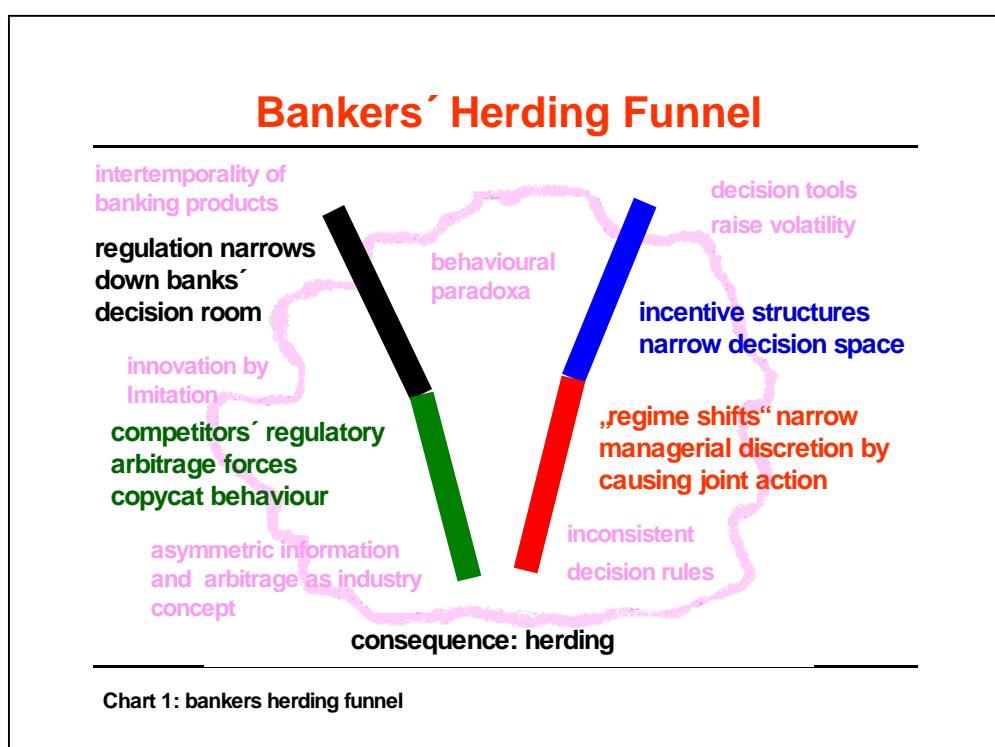 Bankers´ Herding Funnel
intertemporality of
banking products
regulation narrows
down banks´
decision room
innovation by
Imitation
competitors´ regulatory
arbitrage forces
copycat behaviour
asymmetric information
and arbitrage as industry
concept
behavioural
paradoxa
decision tools
raise volatility
incentive structures
narrow decision space
„regime shifts“ narrow
managerial discretion by
causing joint action
inconsistent
decision rules
consequence: herding
Chart 1: bankers herding funnel